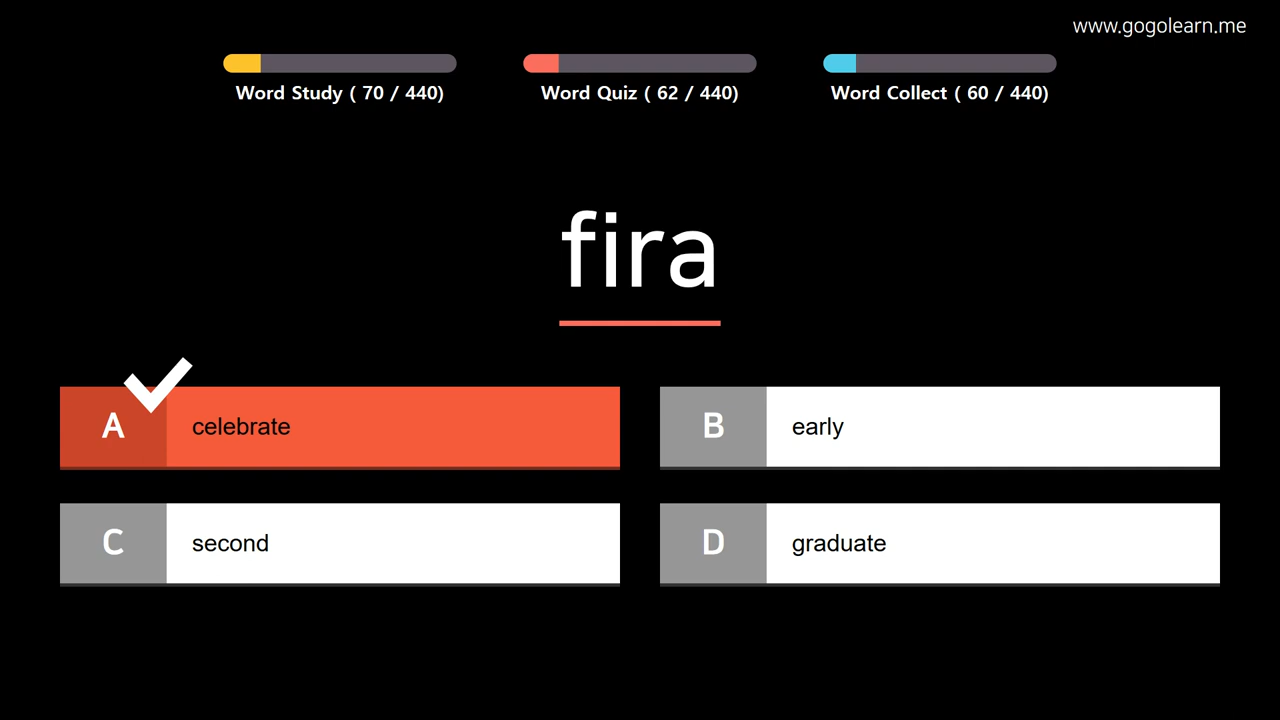 www.gogolearn.me
Word Study ( 70 / 440)
Word Quiz ( 62 / 440)
Word Collect ( 60 / 440)
fira
A celebrate
B early
C second
D graduate